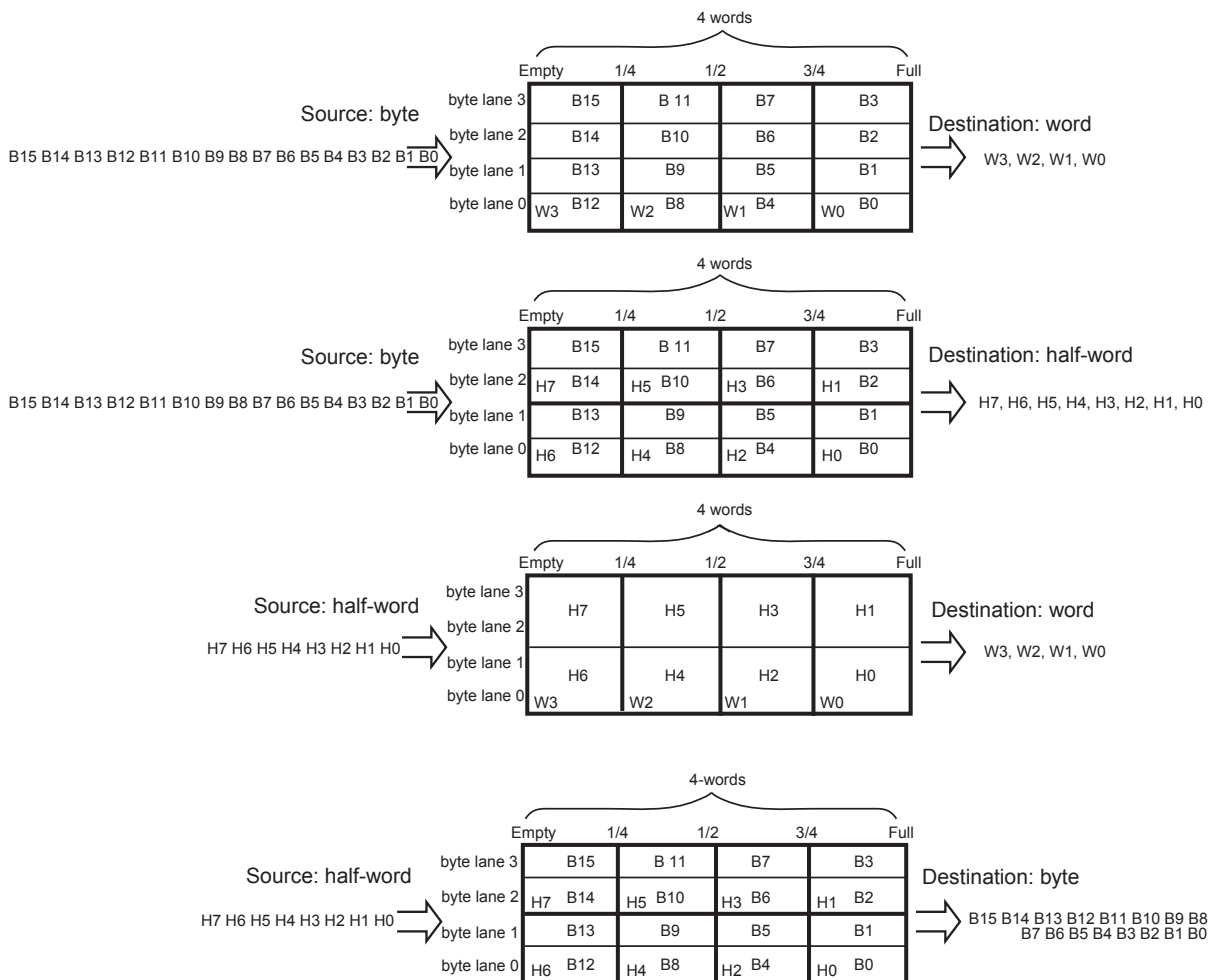 4 words
Empty 1/4 1/2 3/4 Full
Source: byte
B15 B14 B13 B12 B11 B10 B9 B8 B7 B6 B5 B4 B3 B2 B1 B0
byte lane 3 B15 B 11 B7 B3
byte lane 2 B14 B10 B6 B2
byte lane 1 B13 B9 B5 B1
byte lane 0 W3 B12 W2 B8 W1 B4 W0 B0
Destination: word
W3, W2, W1, W0
4 words
Empty 1/4 1/2 3/4 Full
Source: byte
B15 B14 B13 B12 B11 B10 B9 B8 B7 B6 B5 B4 B3 B2 B1 B0
byte lane 3 B15 B 11 B7 B3
byte lane 2 H7 B14 H5 B10 H3 B6 H1 B2
byte lane 1 B13 B9 B5 B1
byte lane 0 H6 B12 H4 B8 H2 B4 H0 B0
Destination: half-word
H7, H6, H5, H4, H3, H2, H1, H0
4 words
Empty 1/4 1/2 3/4 Full
Source: half-word
H7 H6 H5 H4 H3 H2 H1 H0
byte lane 3
H7 H5 H3 H1
byte lane 2
byte lane 1
H6 H4 H2 H0
byte lane 0
W3 W2 W1 W0
Destination: word
W3, W2, W1, W0
4-words
Empty 1/4 1/2 3/4 Full
Source: half-word
H7 H6 H5 H4 H3 H2 H1 H0
byte lane 3 B15 B 11 B7 B3
byte lane 2 H7 B14 H5 B10 H3 B6 H1 B2
byte lane 1 B13 B9 B5 B1
byte lane 0 H6 B12 H4 B8 H2 B4 H0 B0
Destination: byte
B15 B14 B13 B12 B11 B10 B9 B8
B7 B6 B5 B4 B3 B2 B1 B0